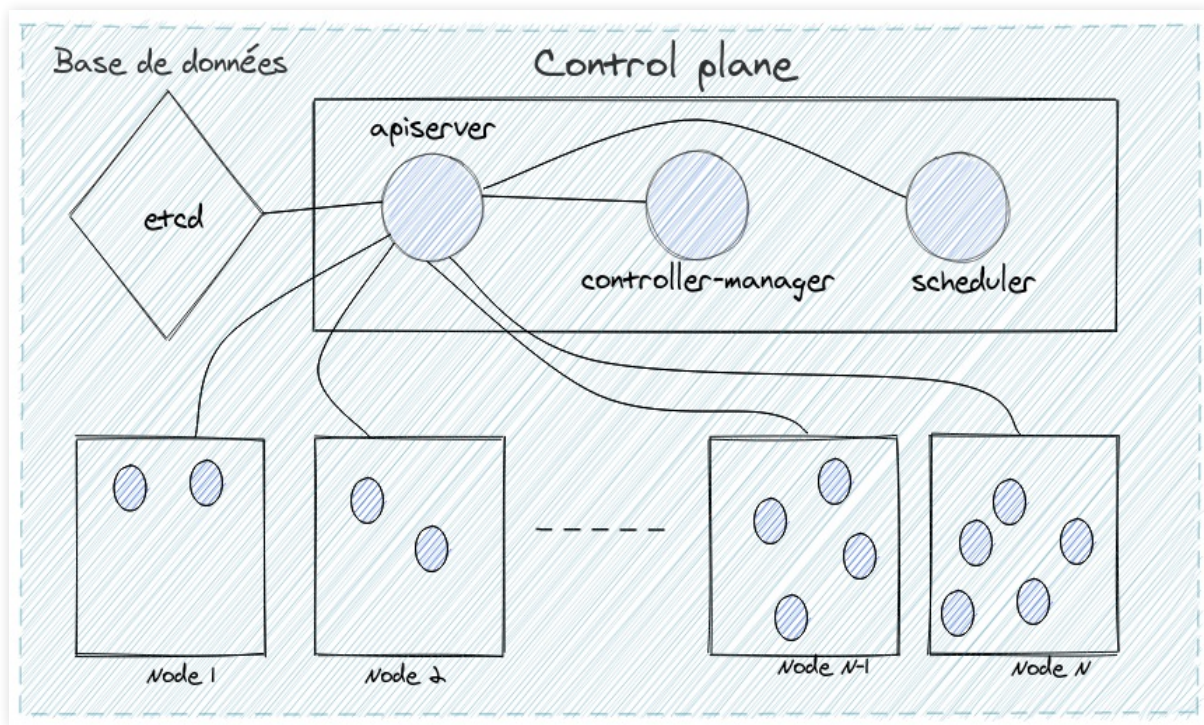 Base de données
Control plane
apiserver
etcd
controller-manager
scheduler
Node 1
Node 2
Node N-1
Node N